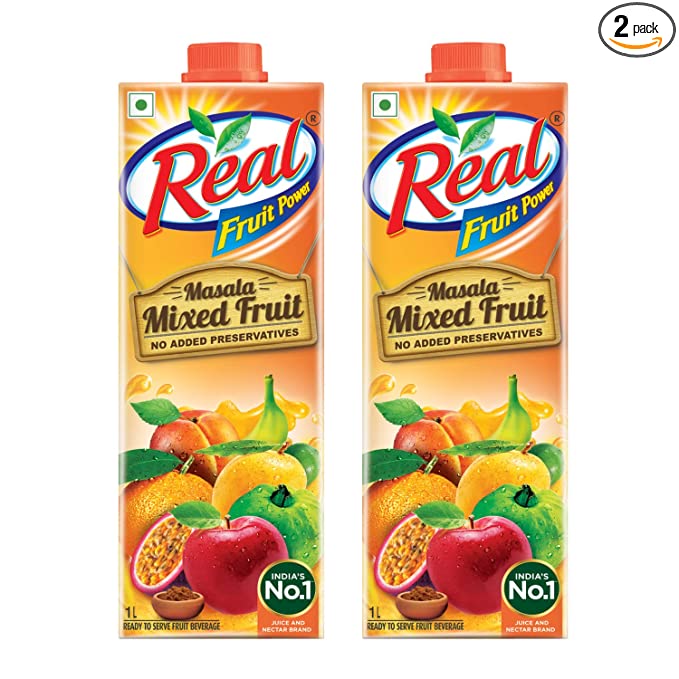 2 pack
Real®
Fruit Power
Masala
Mixed Fruit
NO ADDED PRESERVATIVES
INDIA'S
No.1
JUICE AND
NECTAR BRAND
1L
READY TO SERVE FRUIT BEVERAGE
Real®
Fruit Power
Masala
Mixed Fruit
NO ADDED PRESERVATIVES
INDIA'S
No.1
JUICE AND
NECTAR BRAND
1L
READY TO SERVE FRUIT BEVERAGE